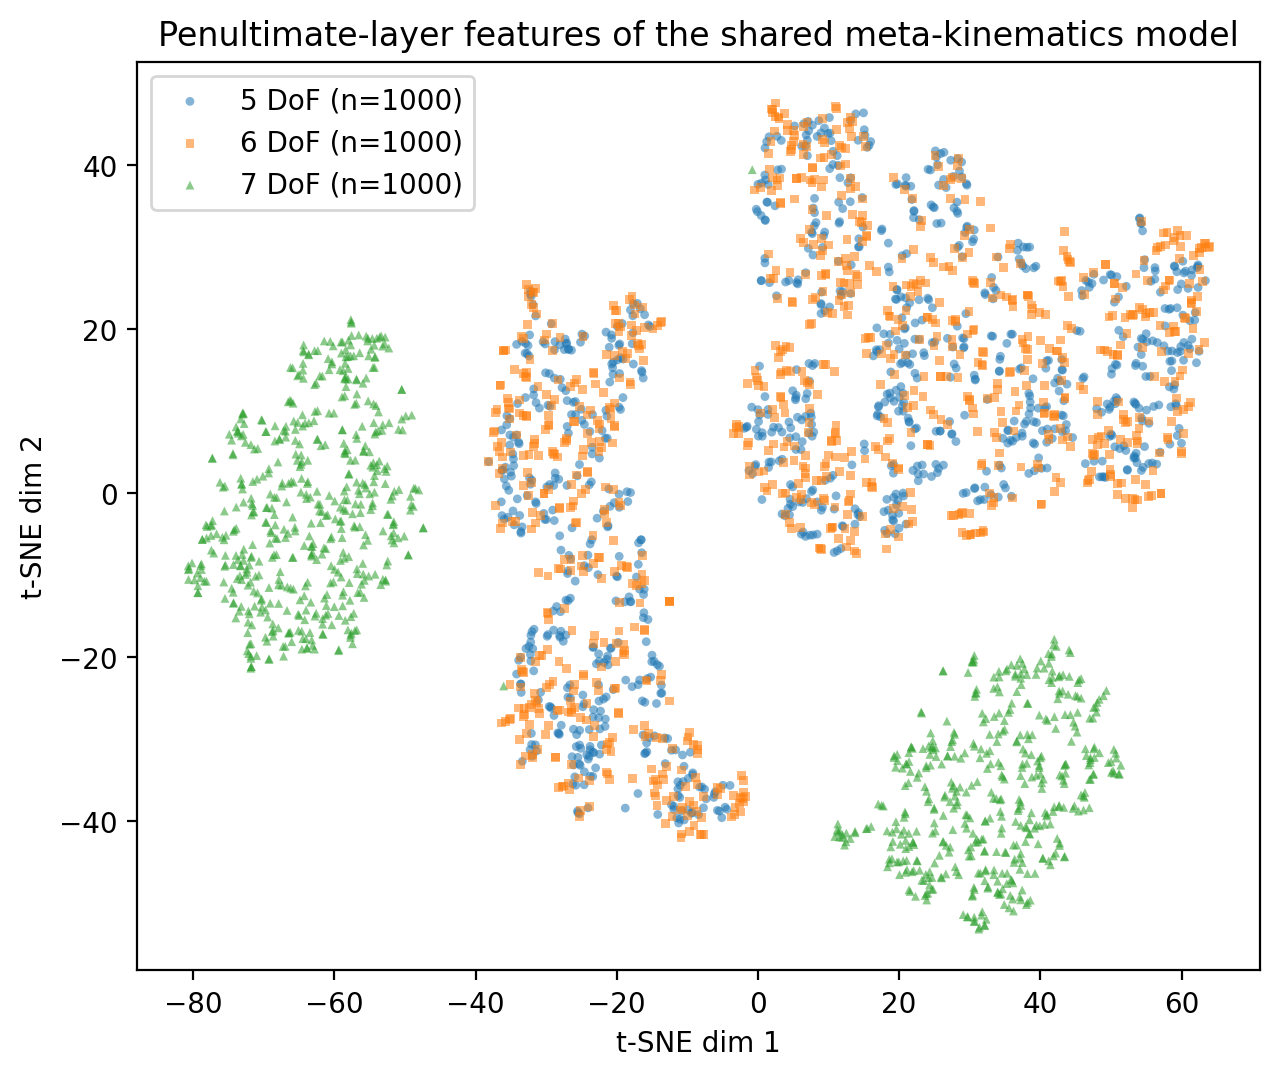 Penultimate-layer features of the shared meta-kinematics model
5 DoF (n=1000)
6 DoF (n=1000)
7 DoF (n=1000)
40
20
0
−20
−40
t-SNE dim 2
−80 −60 −40 −20 0 20 40 60
t-SNE dim 1